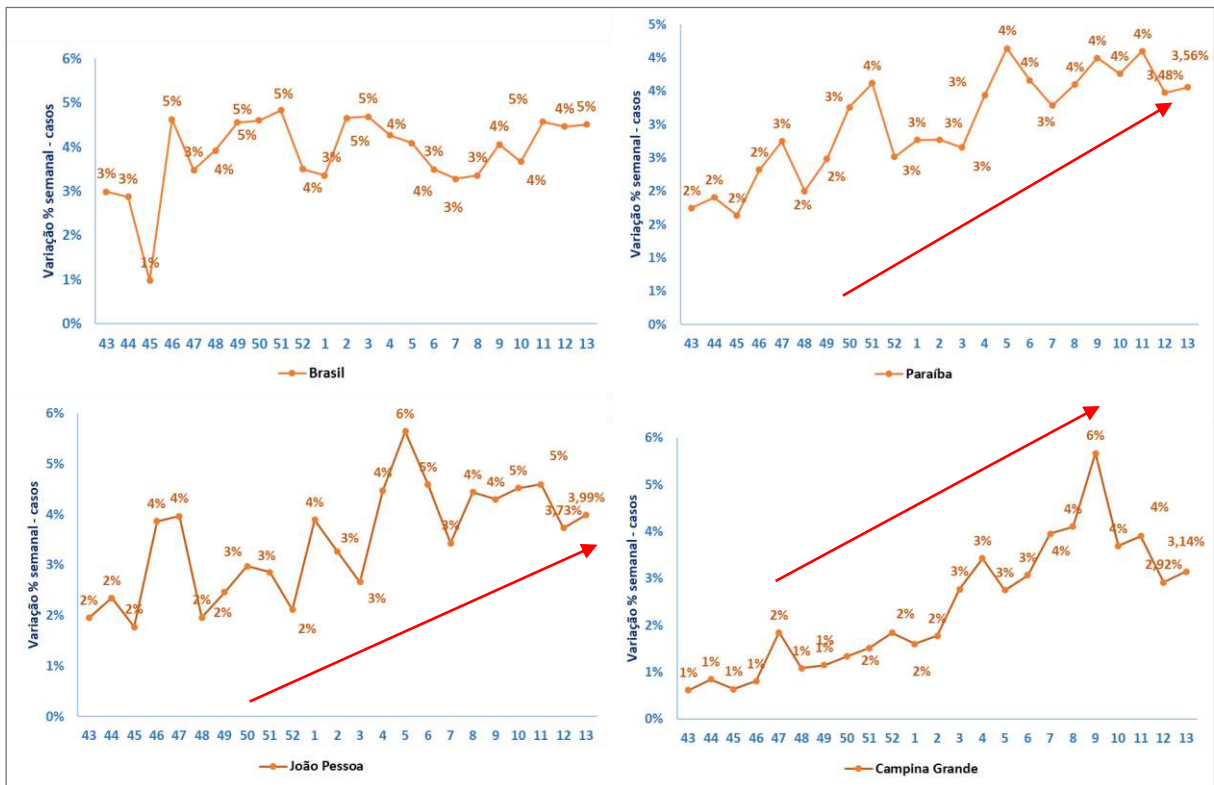 Variação % semanal - casos
6%
5%
4%
3%
2%
1%
0%
3% 3% 1% 5% 3% 4% 5% 5% 5% 4% 3% 5% 5% 4% 4% 3% 3% 3% 4% 5% 4% 4% 5%
43 44 45 46 47 48 49 50 51 52 1 2 3 4 5 6 7 8 9 10 11 12 13
Brasil
Variação % semanal - casos
5%
4%
4%
3%
3%
2%
2%
1%
1%
0%
2% 2% 2% 2% 3% 2% 2% 3% 4% 3% 3% 3% 3% 3% 4% 4% 3% 4% 4% 4% 4% 3,48% 3,56%
43 44 45 46 47 48 49 50 51 52 1 2 3 4 5 6 7 8 9 10 11 12 13
Paraíba
Variação % semanal - casos
6%
5%
4%
3%
2%
1%
0%
2% 2% 2% 4% 4% 2% 2% 3% 3% 2% 4% 3% 3% 4% 6% 5% 3% 4% 4% 5% 5% 3,73% 3,99%
43 44 45 46 47 48 49 50 51 52 1 2 3 4 5 6 7 8 9 10 11 12 13
João Pessoa
Variação % semanal - casos
6%
5%
4%
3%
2%
1%
0%
1% 1% 1% 1% 2% 1% 1% 1% 2% 2% 2% 2% 3% 3% 3% 3% 4% 4% 6% 4% 4% 2,92% 3,14%
43 44 45 46 47 48 49 50 51 52 1 2 3 4 5 6 7 8 9 10 11 12 13
Campina Grande